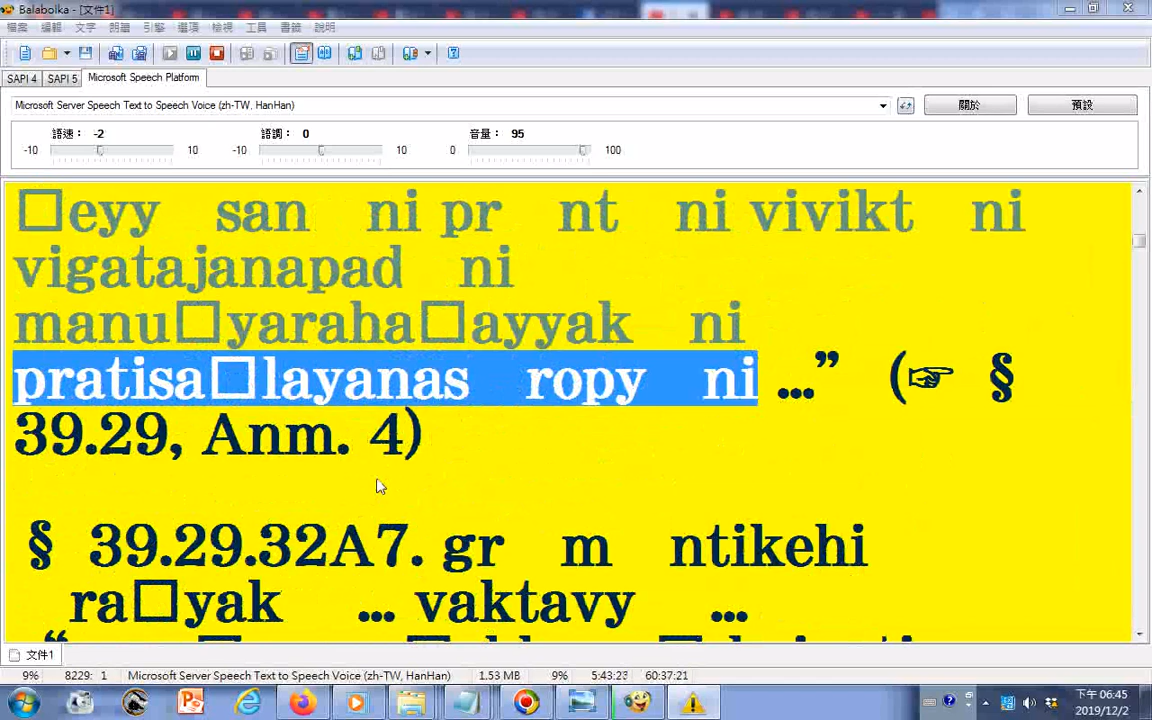 Balabolka - [文件1]
檔案 編輯 文字 朗讀 引擎 選項 檢視 工具 書籤 說明
SAPI 4 SAPI 5 Microsoft Speech Platform
Microsoft Server Speech Text to Speech Voice (zh-TW, HanHan) 關於 預設
語速： -2 語調： 0 音量： 95
-10 10 -10 10 0 100
□eyy san ni pr nt ni vivikt ni
vigatajanapad ni
manu□yaraha□ayyak ni
pratisa□layanas ropy ni ...” (☞ §
39.29, Anm. 4)
§ 39.29.32A7. gr m ntikehi
ra□yak ... vaktavy ...
文件1
9% 8229: 1 Microsoft Server Speech Text to Speech Voice (zh-TW, HanHan) 1.53 MB 9% 5:43:23 60:37:21
下午 06:45
2019/12/2